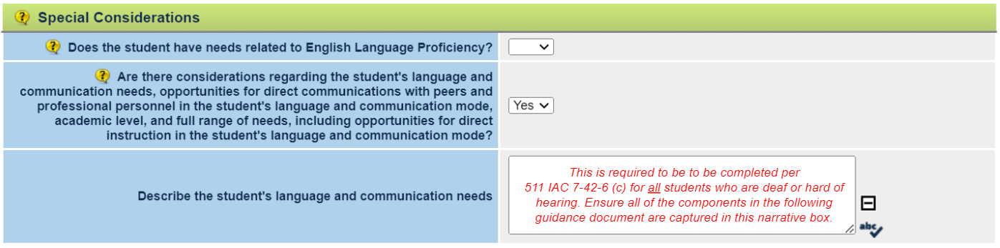 Special Considerations
Does the student have needs related to English Language Proficiency?
Are there considerations regarding the student's language and
communication needs, opportunities for direct communications with peers and
professional personnel in the student's language and communication mode,
academic level, and full range of needs, including opportunities for direct
instruction in the student's language and communication mode?
Yes
Describe the student's language and communication needs
This is required to be to be completed per
511 IAC 7-42-6 (c) for all students who are deaf or hard of
hearing. Ensure all of the components in the following
guidance document are captured in this narrative box.
abc